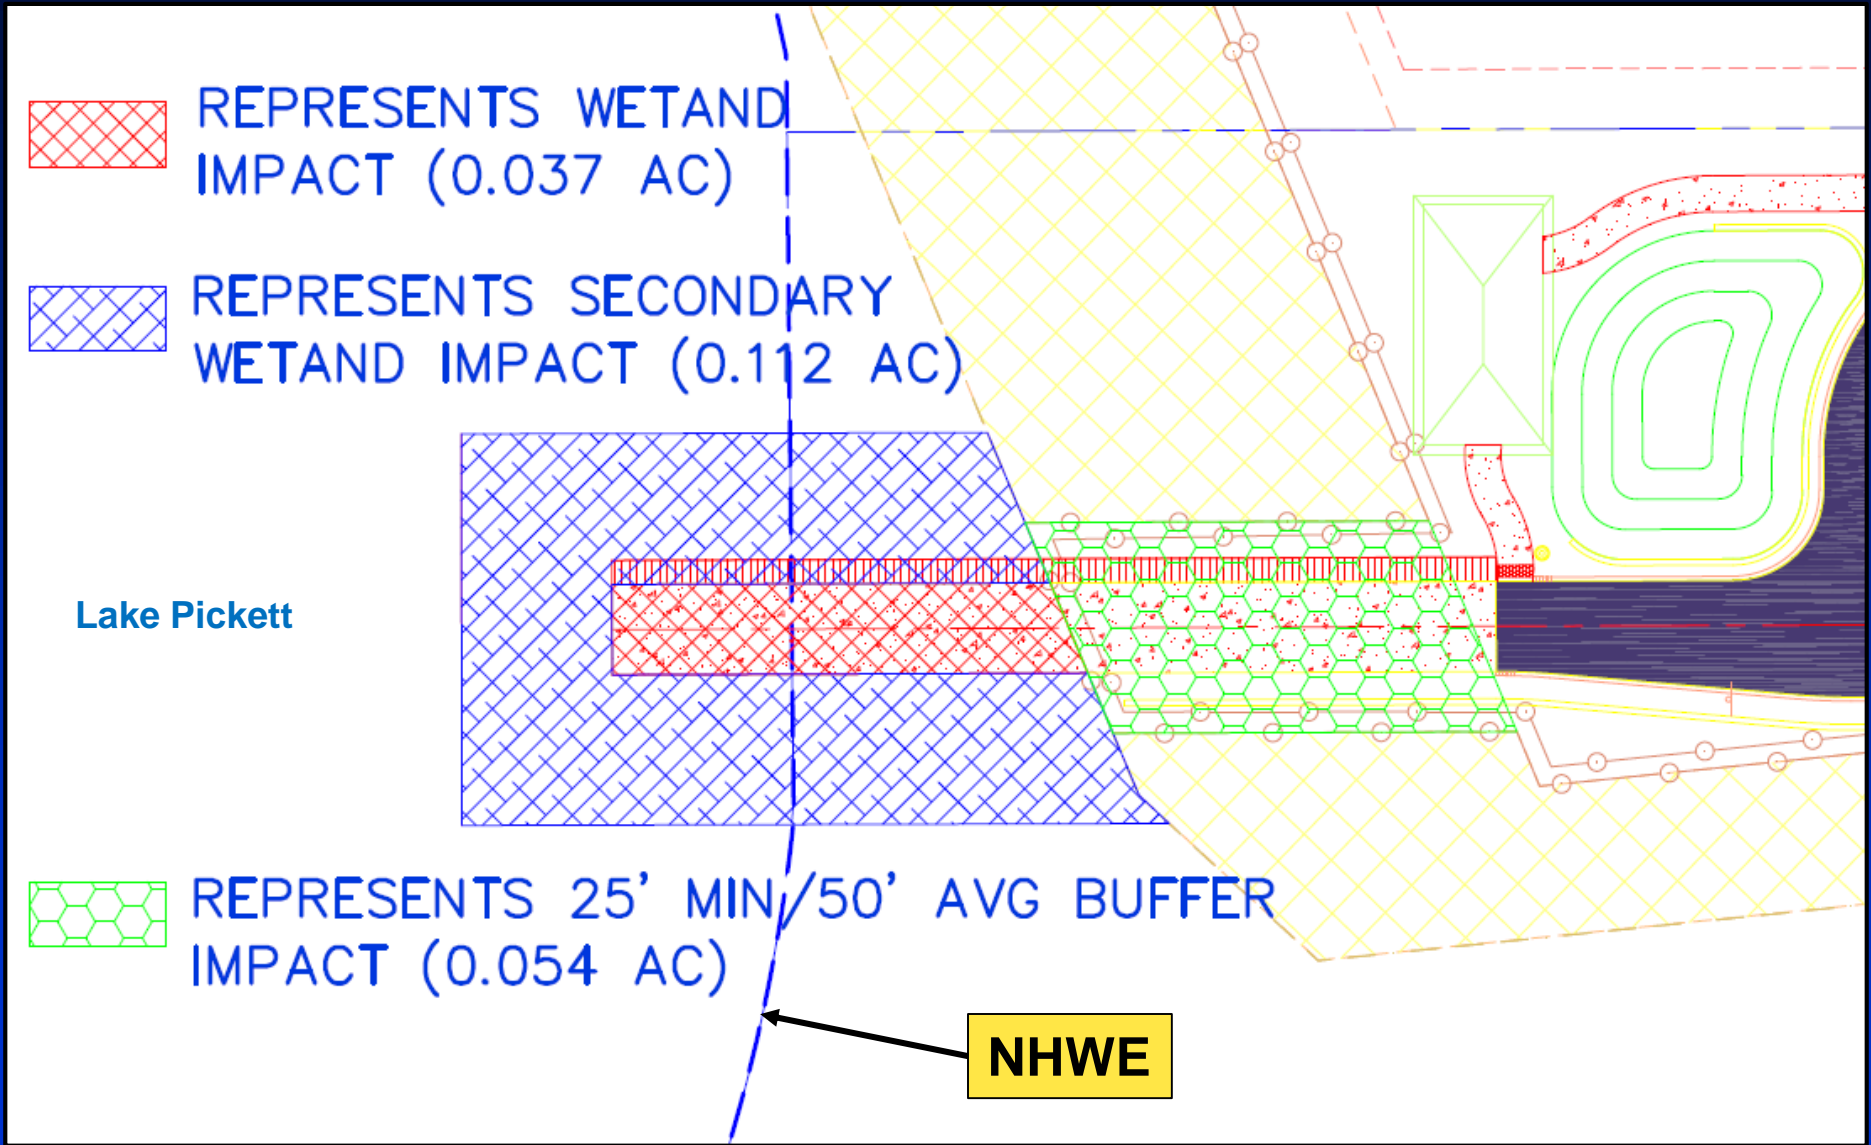 REPRESENTS WETAND
IMPACT (0.037 AC)
REPRESENTS SECONDARY
WETAND IMPACT (0.112 AC)
Lake Pickett
REPRESENTS 25' MIN/50' AVG BUFFER
IMPACT (0.054 AC)
NHWE